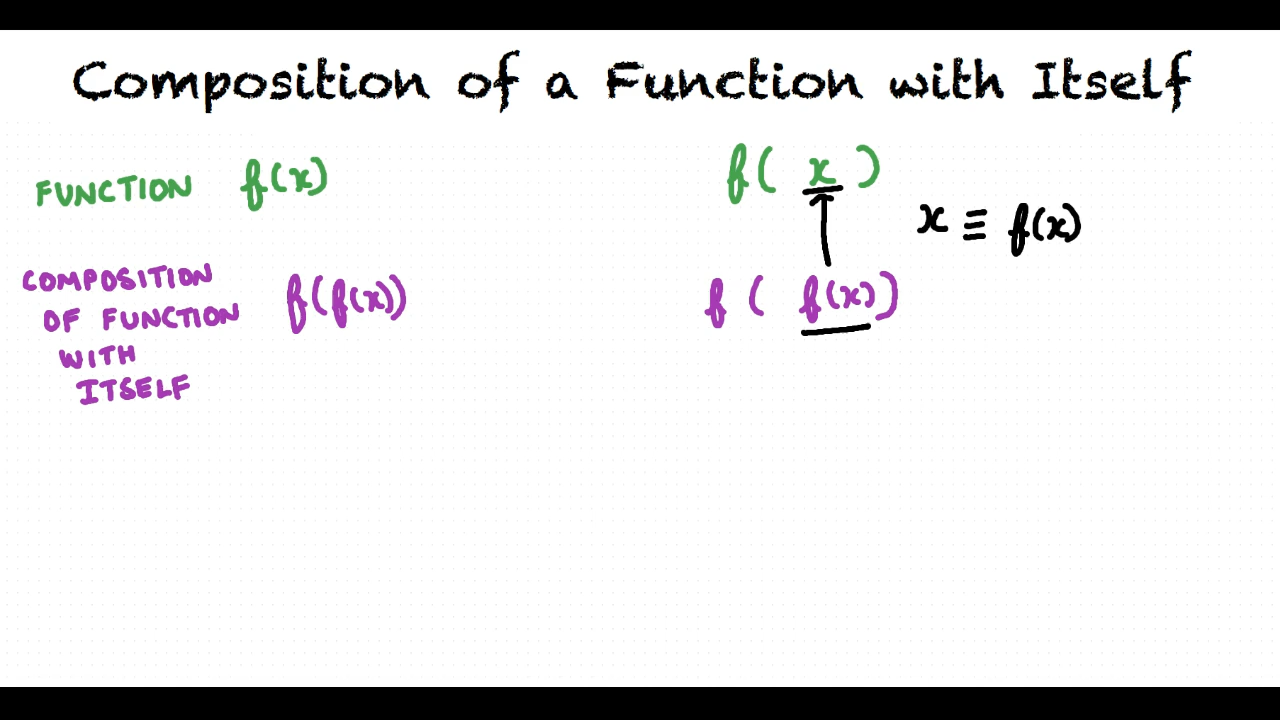 Composition of a Function with Itself
FUNCTION f(x)
COMPOSITION
OF FUNCTION f(f(x))
WITH
ITSELF
f( x )
x ≡ f(x)
f ( f(x) )